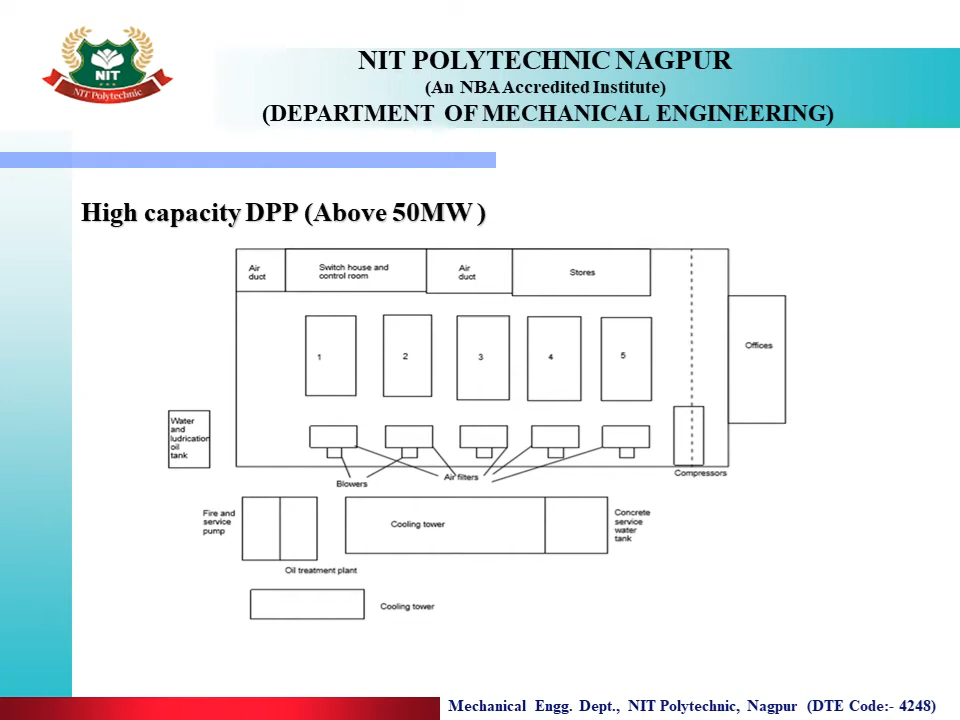 NIT
NIT Polytechnic
NIT POLYTECHNIC NAGPUR
(An NBA Accredited Institute)
(DEPARTMENT OF MECHANICAL ENGINEERING)
High capacity DPP (Above 50MW )
Air
duct
Switch house and
control room
Air
duct
Stores
Offices
1
2
3
4
5
Water
and
ludrication
oil
tank
Blowers
Air filters
Compressors
Fire and
service
pump
Cooling tower
Concrete
service
water
tank
Oil treatment plant
Cooling tower
Mechanical Engg. Dept., NIT Polytechnic, Nagpur (DTE Code:- 4248)